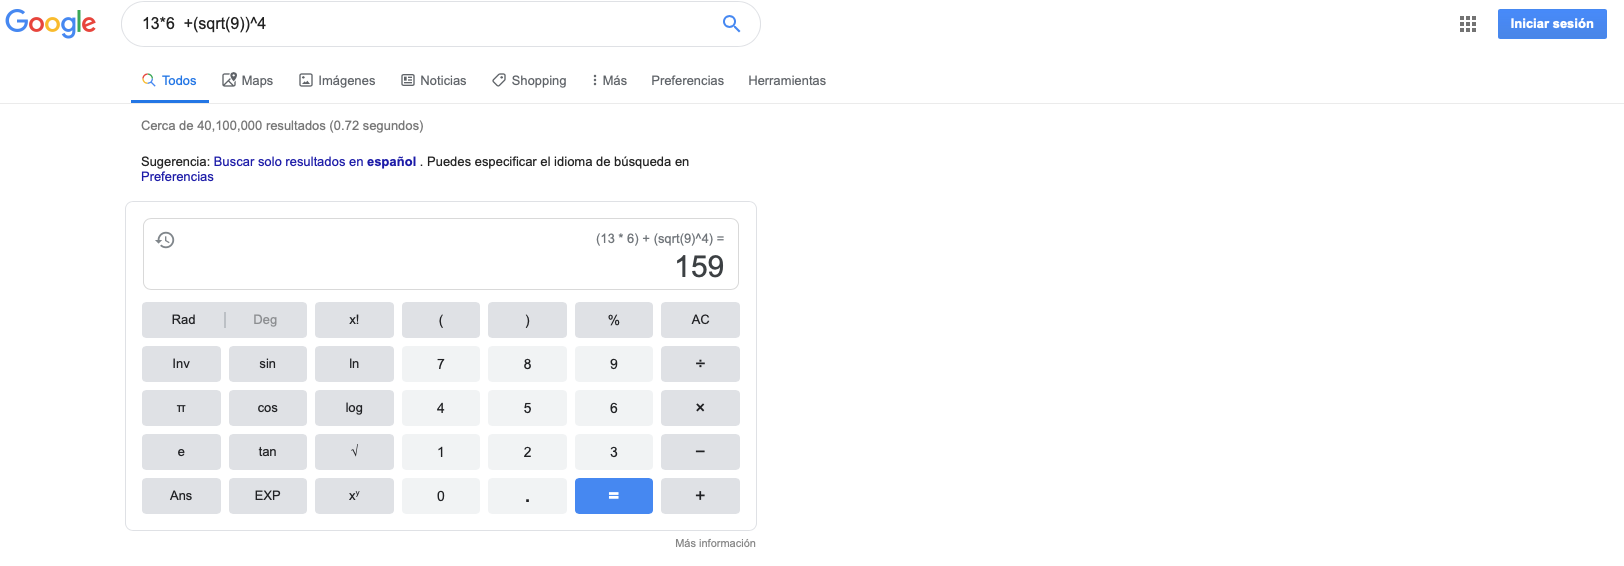 Google 13*6  +(sqrt(9))^4 Iniciar sesión
Todos Maps Imágenes Noticias Shopping Más Preferencias Herramientas
Cerca de 40,100,000 resultados (0.72 segundos)
Sugerencia: Buscar solo resultados en español . Puedes especificar el idioma de búsqueda en
Preferencias
(13 * 6) + (sqrt(9)^4) =
159
Rad | Deg x! ( ) % AC
Inv sin ln 7 8 9 ÷
π cos log 4 5 6 ×
e tan √ 1 2 3 −
Ans EXP xʸ 0 . = +
Más información